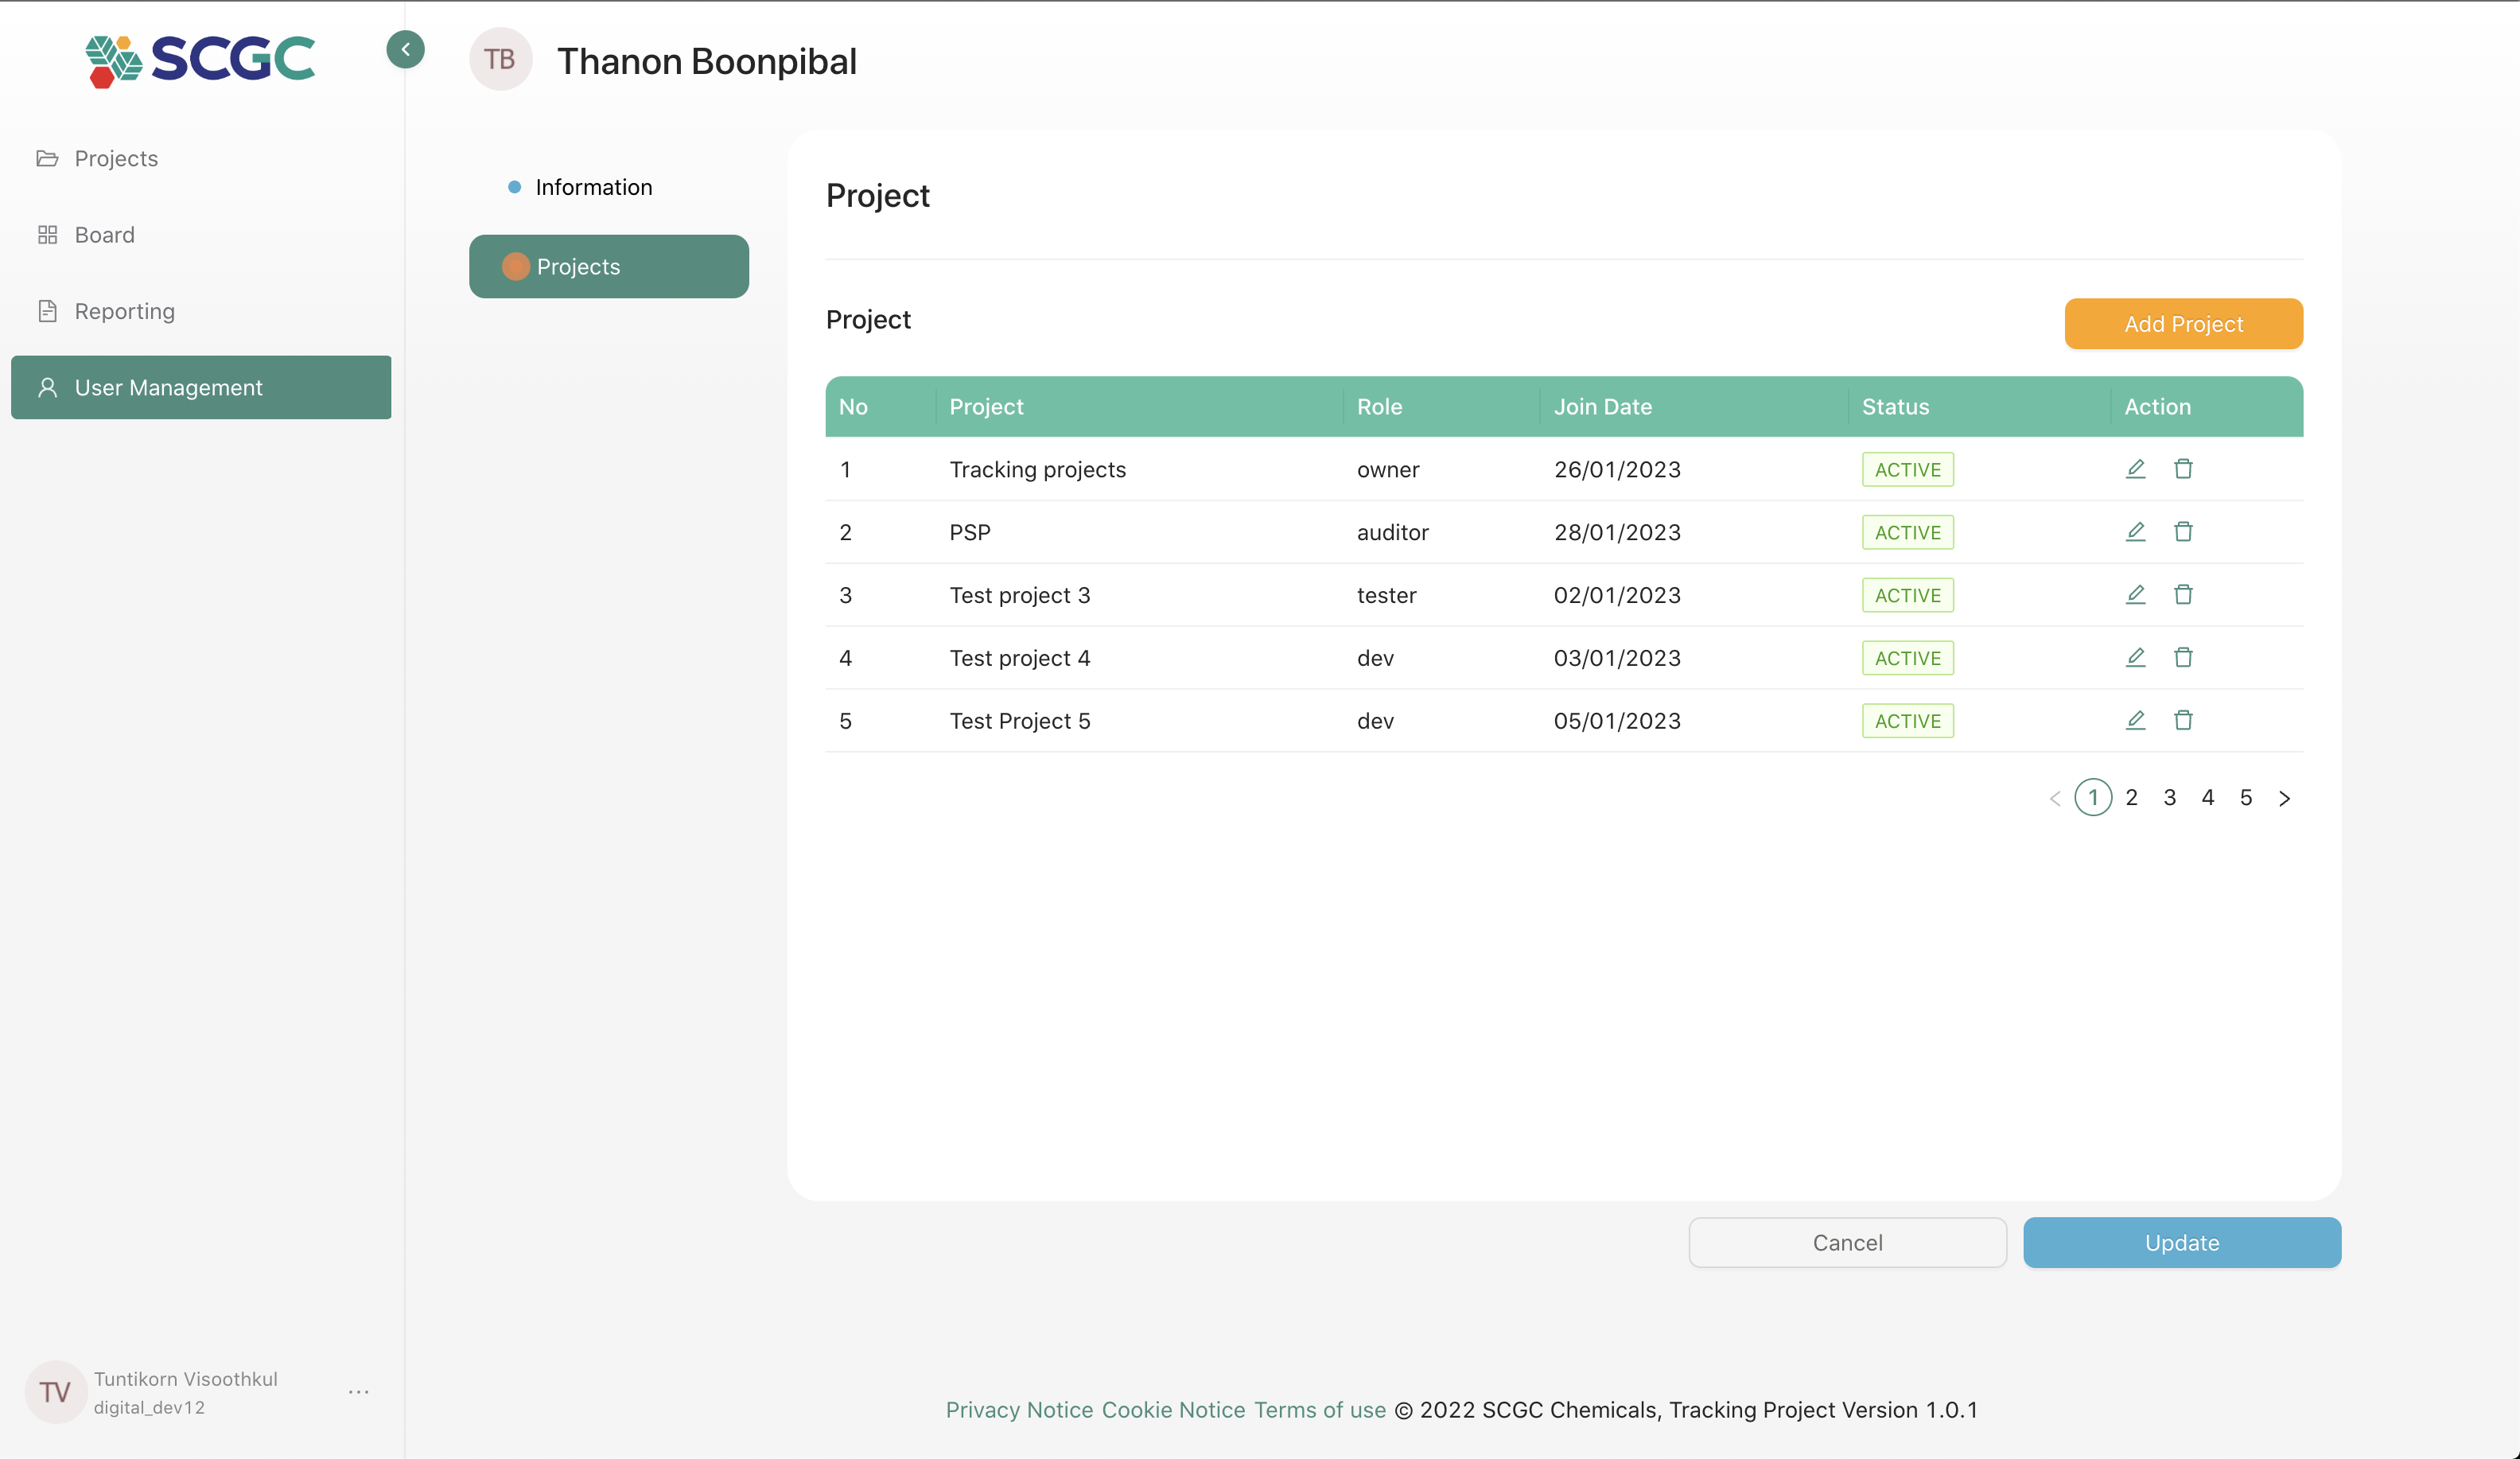 SCGC
TB
Thanon Boonpibal
Projects
Board
Reporting
User Management
Information
Projects
Project
Project
Add Project
No Project Role Join Date Status Action
1 Tracking projects owner 26/01/2023 ACTIVE
2 PSP auditor 28/01/2023 ACTIVE
3 Test project 3 tester 02/01/2023 ACTIVE
4 Test project 4 dev 03/01/2023 ACTIVE
5 Test Project 5 dev 05/01/2023 ACTIVE
< 1 2 3 4 5 >
Cancel Update
TV
Tuntikorn Visoothkul
digital_dev12
...
Privacy Notice Cookie Notice Terms of use © 2022 SCGC Chemicals, Tracking Project Version 1.0.1